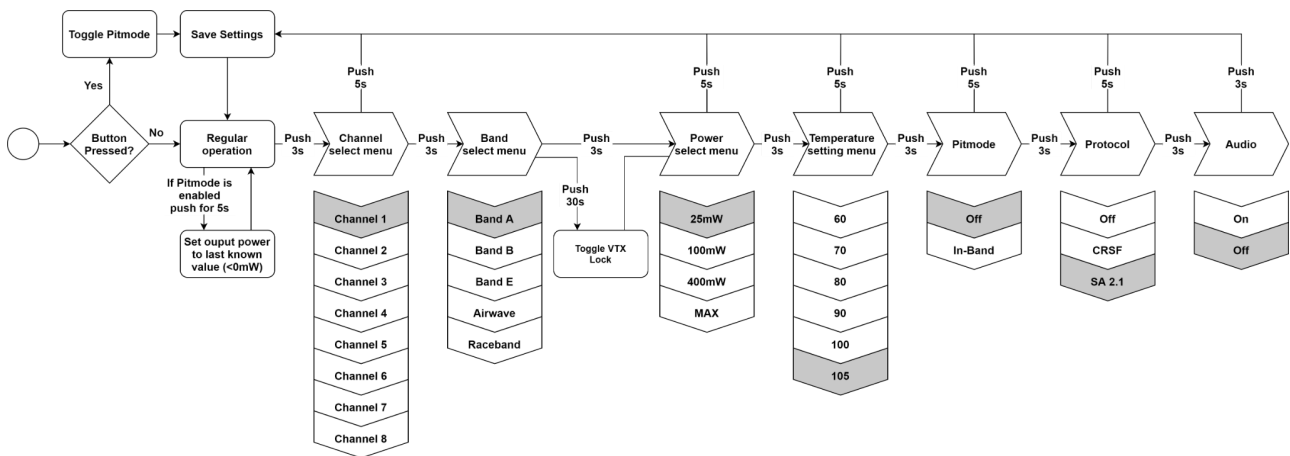 Toggle Pitmode
Save Settings
Yes
Button
Pressed?
No
Regular
operation
If Pitmode is
enabled
push for 5s
Set ouput power
to last known
value (<0mW)
Push
3s
Push
5s
Channel
select menu
Channel 1
Channel 2
Channel 3
Channel 4
Channel 5
Channel 6
Channel 7
Channel 8
Push
3s
Band
select menu
Band A
Band B
Band E
Airwave
Raceband
Push
3s
Push
30s
Toggle VTX
Lock
Push
5s
Power
select menu
25mW
100mW
400mW
MAX
Push
3s
Push
5s
Temperature
setting menu
60
70
80
90
100
105
Push
3s
Push
5s
Pitmode
Off
In-Band
Push
3s
Push
5s
Protocol
Off
CRSF
SA 2.1
Push
3s
Push
3s
Audio
On
Off